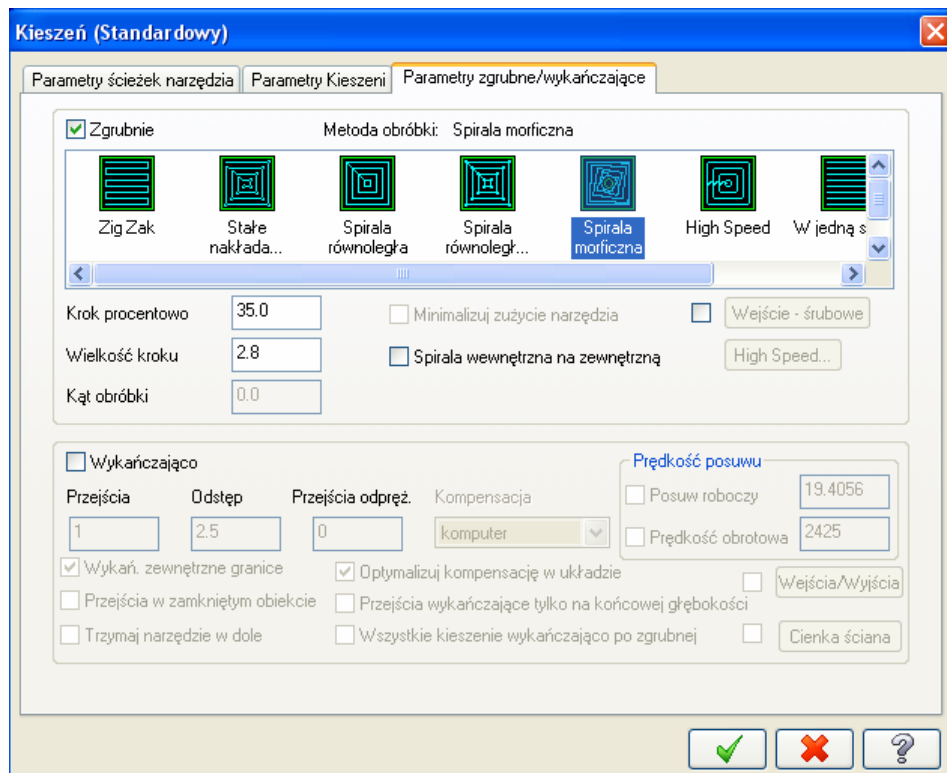 Kieszeń (Standardowy)
Parametry ścieżek narzędzia
Parametry Kieszeni
Parametry zgrubne/wykańczające
Zgrubnie
Metoda obróbki: Spirala morficzna
Zig Zak
Stałe nakłada...
Spirala równoległa
Spirala równoległ...
Spirala morficzna
High Speed
W jedną s
Krok procentowo
35.0
Minimalizuj zużycie narzędzia
Wejście - śrubowe
Wielkość kroku
2.8
Spirala wewnętrzna na zewnętrzną
High Speed...
Kąt obróbki
0.0
Wykańczająco
Przejścia
Odstęp
Przejścia odpręż.
Kompensacja
1
2.5
0
komputer
Prędkość posuwu
Posuw roboczy
19.4056
Prędkość obrotowa
2425
Wykań. zewnętrzne granice
Optymalizuj kompensację w układzie
Wejścia/Wyjścia
Przejścia w zamkniętym obiekcie
Przejścia wykańczające tylko na końcowej głębokości
Trzymaj narzędzie w dole
Wszystkie kieszenie wykańczająco po zgrubnej
Cienka ściana